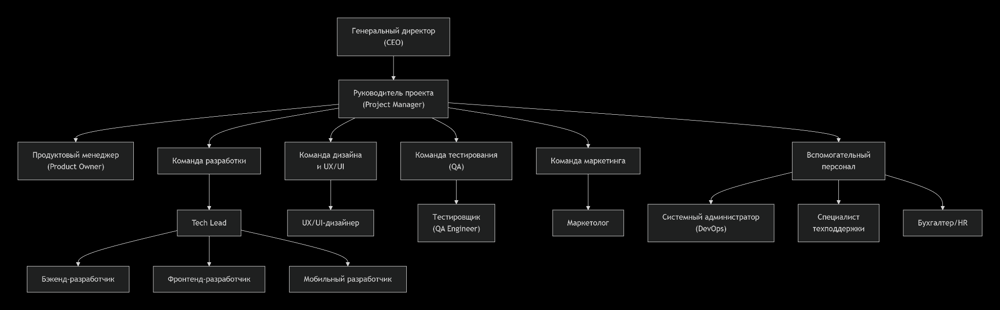 Генеральный директор
(CEO)
Руководитель проекта
(Project Manager)
Продуктовый менеджер
(Product Owner)
Команда разработки
Команда дизайна
и UX/UI
Команда тестирования
(QA)
Команда маркетинга
Вспомогательный
персонал
Tech Lead
UX/UI-дизайнер
Тестировщик
(QA Engineer)
Маркетолог
Системный администратор
(DevOps)
Специалист
техподдержки
Бухгалтер/HR
Бэкенд-разработчик
Фронтенд-разработчик
Мобильный разработчик